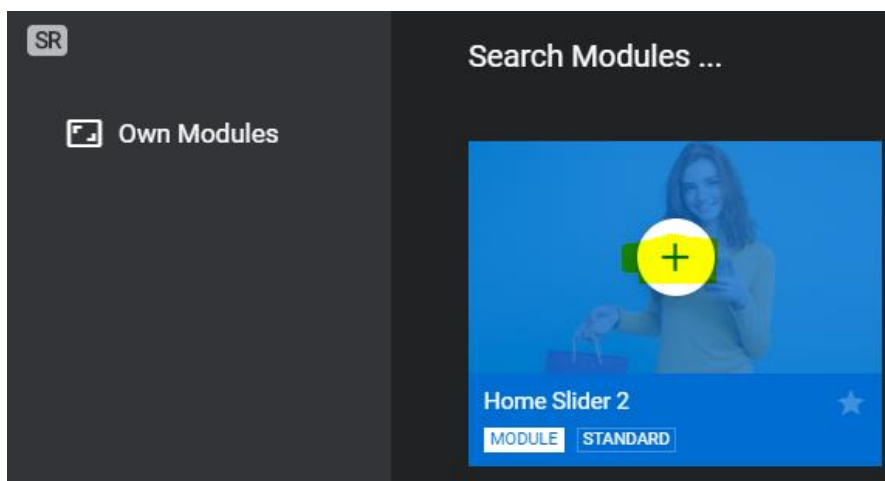 SR
Own Modules
Search Modules ...
Home Slider 2
MODULE STANDARD